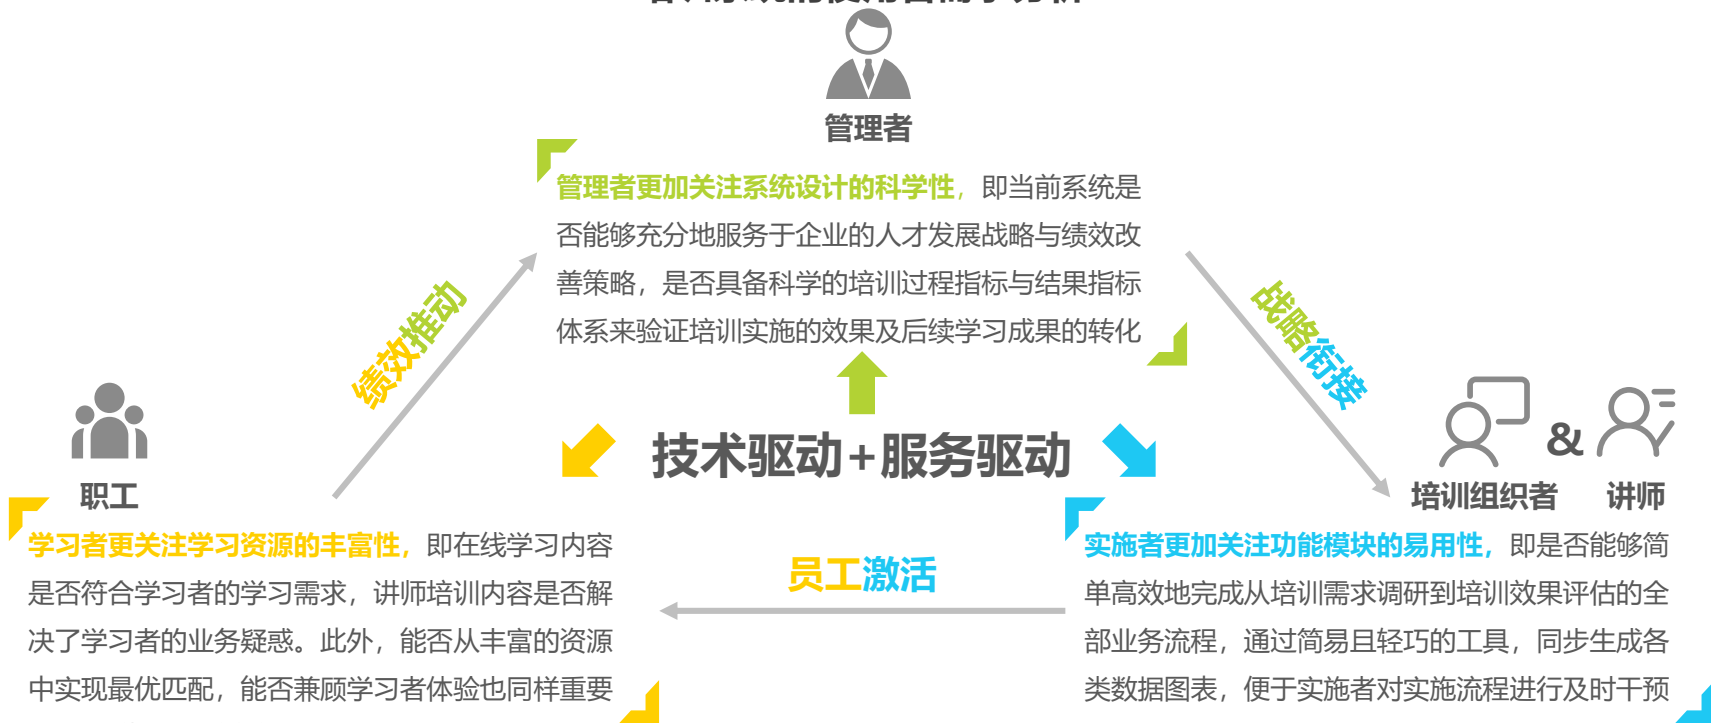 管理者
管理者更加关注系统设计的科学性，即当前系统是
否能够充分地服务于企业的人才发展战略与绩效改
善策略，是否具备科学的培训过程指标与结果指标
体系来验证培训实施的效果及后续学习成果的转化
绩效推动
战略衔接
技术驱动+服务驱动
职工
学习者更关注学习资源的丰富性，即在线学习内容
是否符合学习者的学习需求，讲师培训内容是否解
决了学习者的业务疑惑。此外，能否从丰富的资源
中实现最优匹配，能否兼顾学习者体验也同样重要
员工激活
&
培训组织者 讲师
实施者更加关注功能模块的易用性，即是否能够简
单高效地完成从培训需求调研到培训效果评估的全
部业务流程，通过简易且轻巧的工具，同步生成各
类数据图表，便于实施者对实施流程进行及时干预